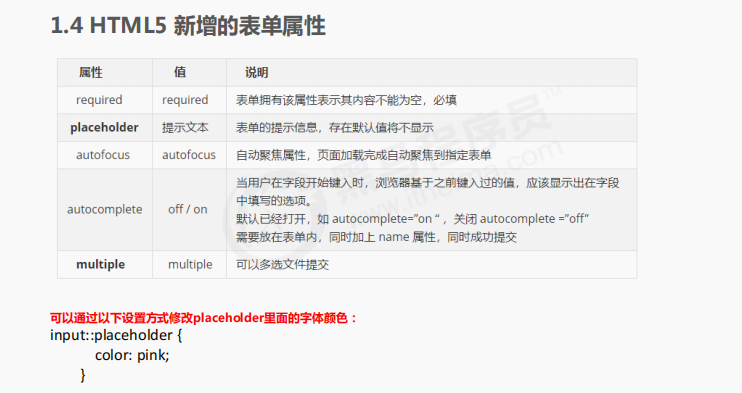 1.4 HTML5 新增的表单属性
属性 值 说明
required required 表单拥有该属性表示其内容不能为空，必填
placeholder 提示文本 表单的提示信息，存在默认值将不显示
autofocus autofocus 自动聚焦属性，页面加载完成自动聚焦到指定表单
autocomplete off / on 当用户在字段开始键入时，浏览器基于之前键入过的值，应该显示出在字段
中填写的选项。
默认已经打开，如 autocomplete=”on “ ，关闭 autocomplete =”off”
需要放在表单内，同时加上 name 属性，同时成功提交
multiple multiple 可以多选文件提交
黑马程序员™
www.itheima.com
可以通过以下设置方式修改placeholder里面的字体颜色：
input::placeholder {
color: pink;
}